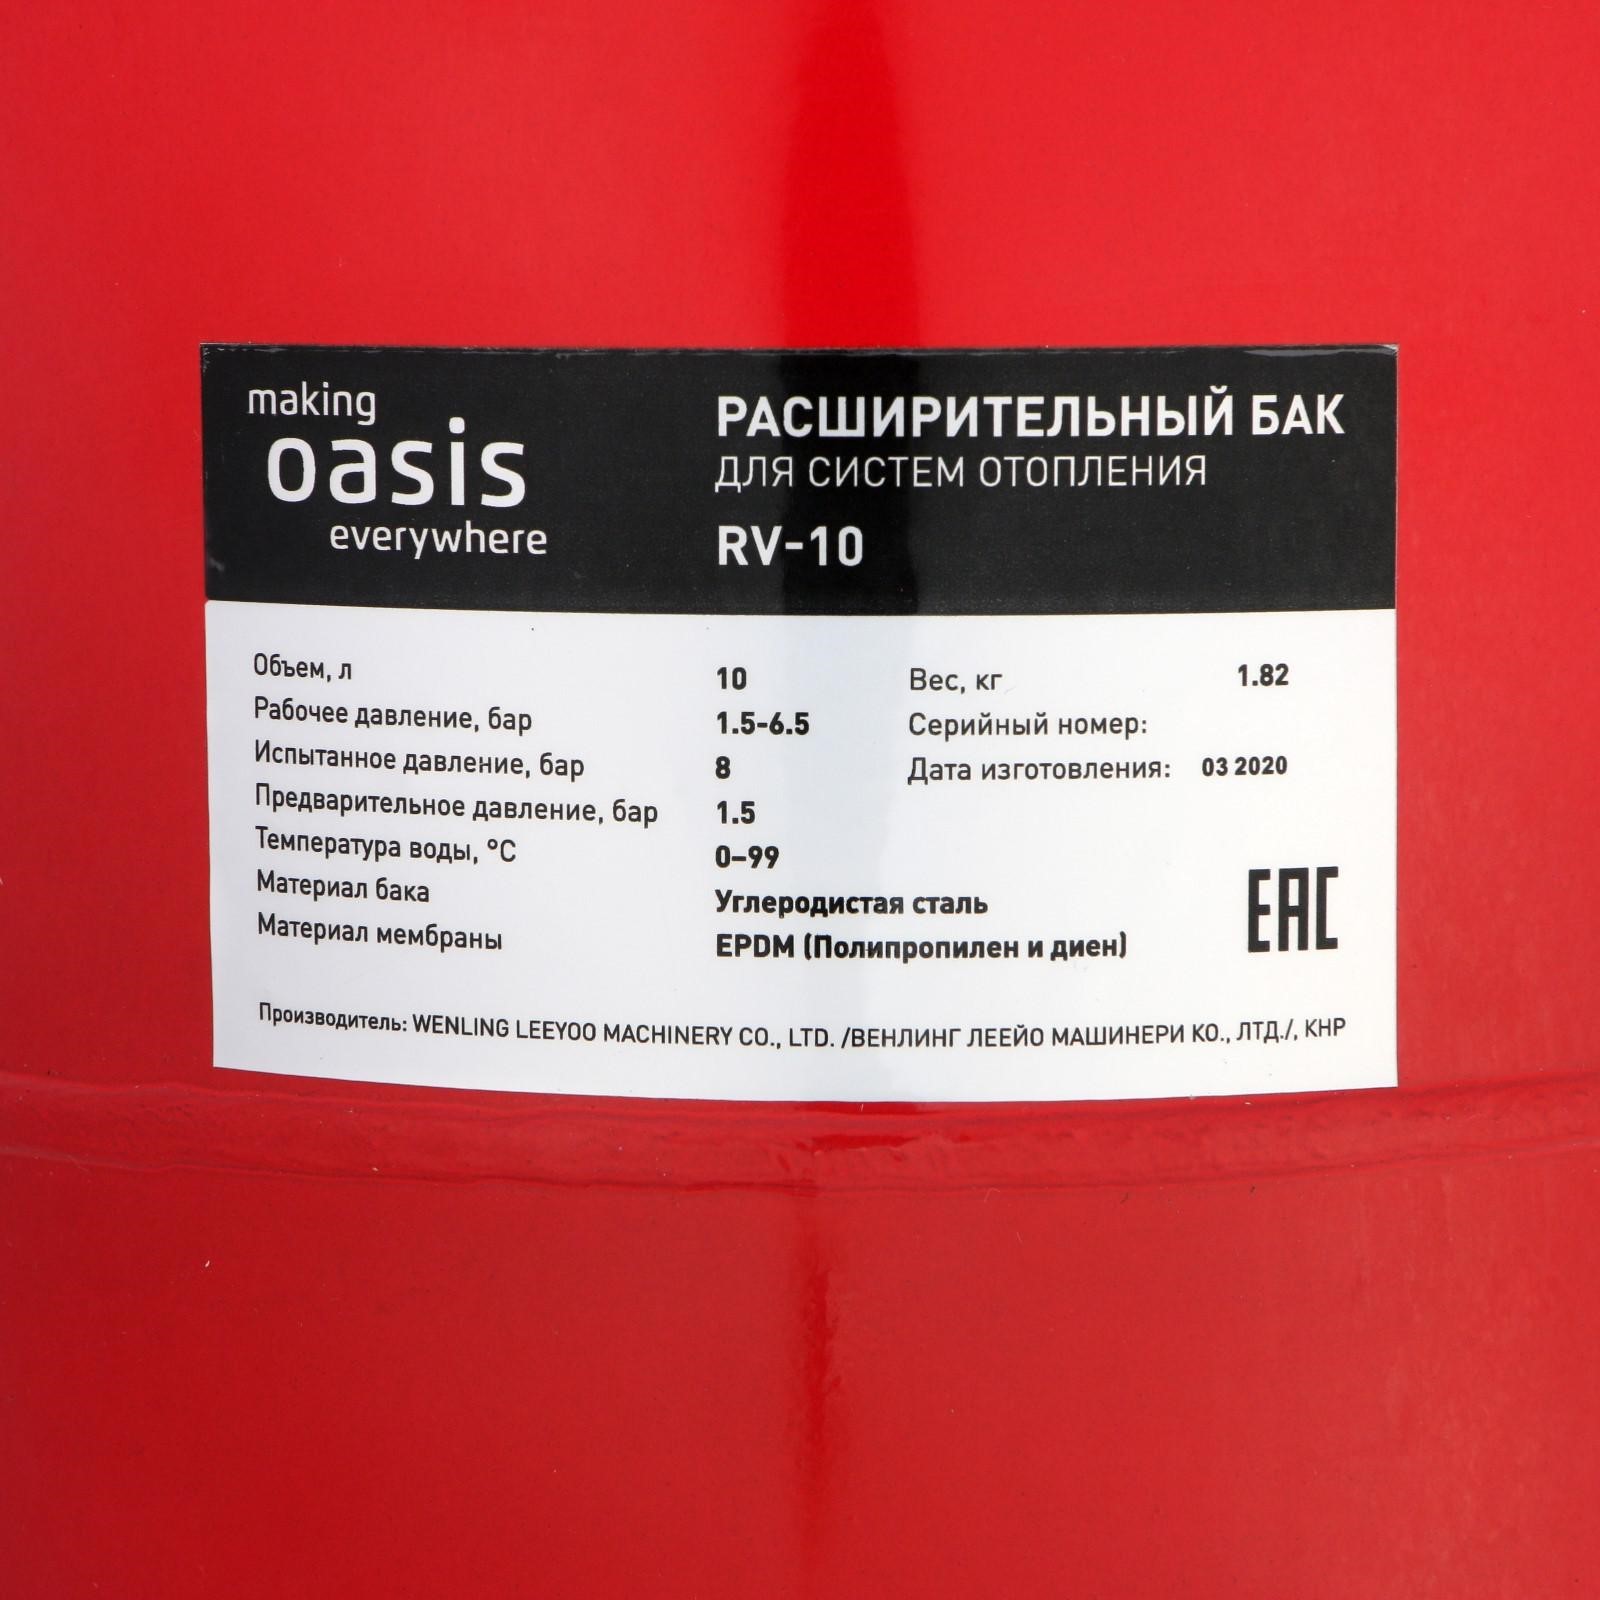 making
oasis
everywhere
РАСШИРИТЕЛЬНЫЙ БАК
ДЛЯ СИСТЕМ ОТОПЛЕНИЯ
RV-10
Объем, л 10
Рабочее давление, бар 1.5-6.5
Испытанное давление, бар 8
Предварительное давление, бар 1.5
Температура воды, °C 0–99
Материал бака Углеродистая сталь
Материал мембраны EPDM (Полипропилен и диен)
Вес, кг 1.82
Серийный номер:
Дата изготовления: 03 2020
EAC
Производитель: WENLING LEEYOO MACHINERY CO., LTD. /ВЕНЛИНГ ЛЕЕЙО МАШИНЕРИ КО., ЛТД./, КНР